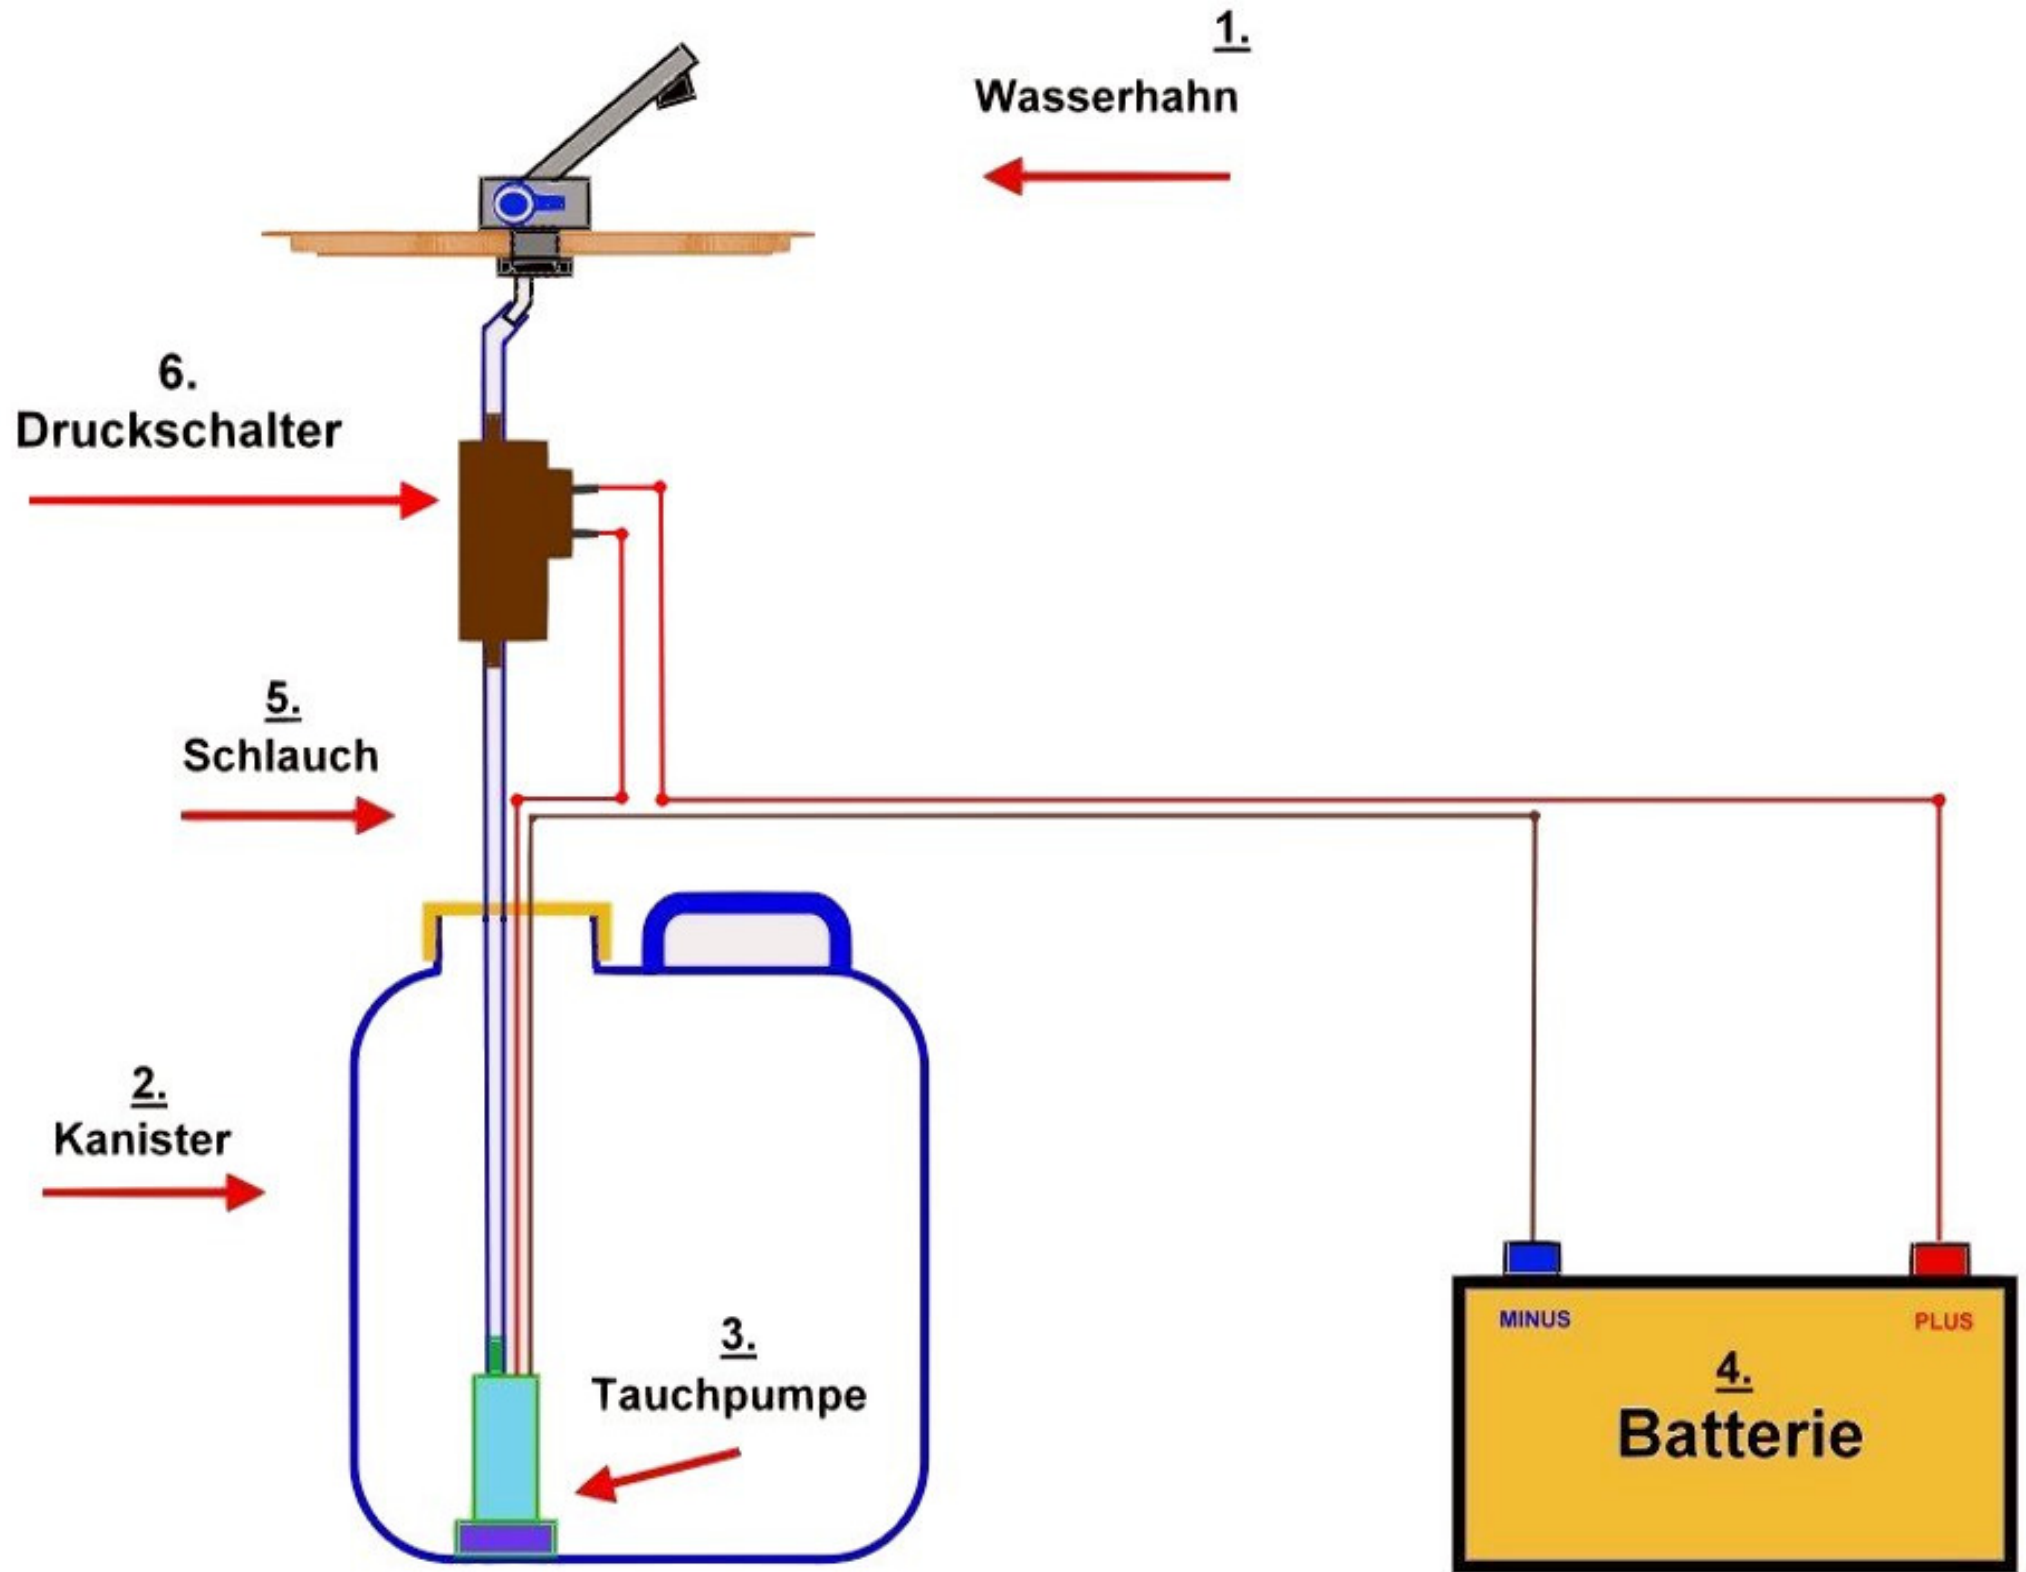 1.
Wasserhahn
6.
Druckschalter
5.
Schlauch
2.
Kanister
3.
Tauchpumpe
MINUS
PLUS
4.
Batterie